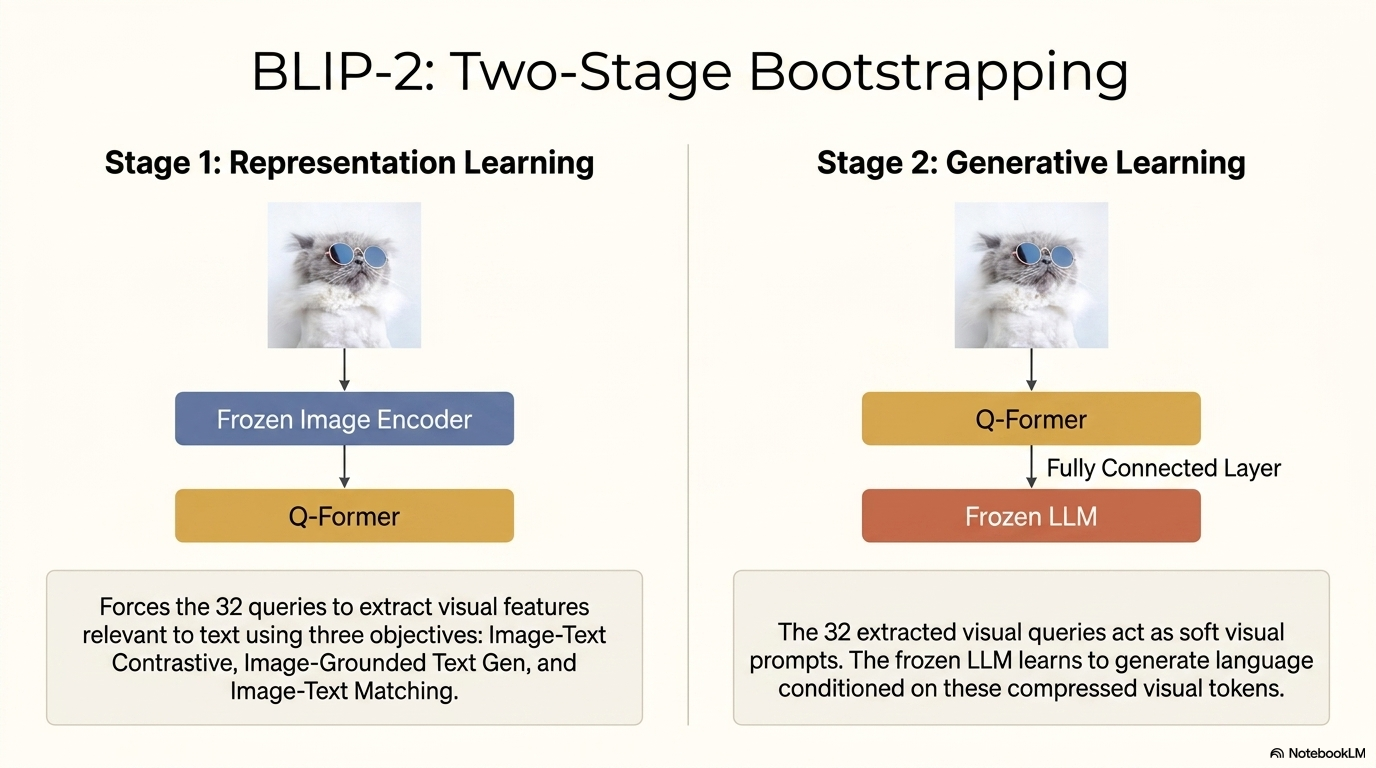 BLIP-2: Two-Stage Bootstrapping
Stage 1: Representation Learning
Frozen Image Encoder
Q-Former
Forces the 32 queries to extract visual features
relevant to text using three objectives: Image-Text
Contrastive, Image-Grounded Text Gen, and
Image-Text Matching.
Stage 2: Generative Learning
Q-Former
Fully Connected Layer
Frozen LLM
The 32 extracted visual queries act as soft visual
prompts. The frozen LLM learns to generate language
conditioned on these compressed visual tokens.
NotebookLM